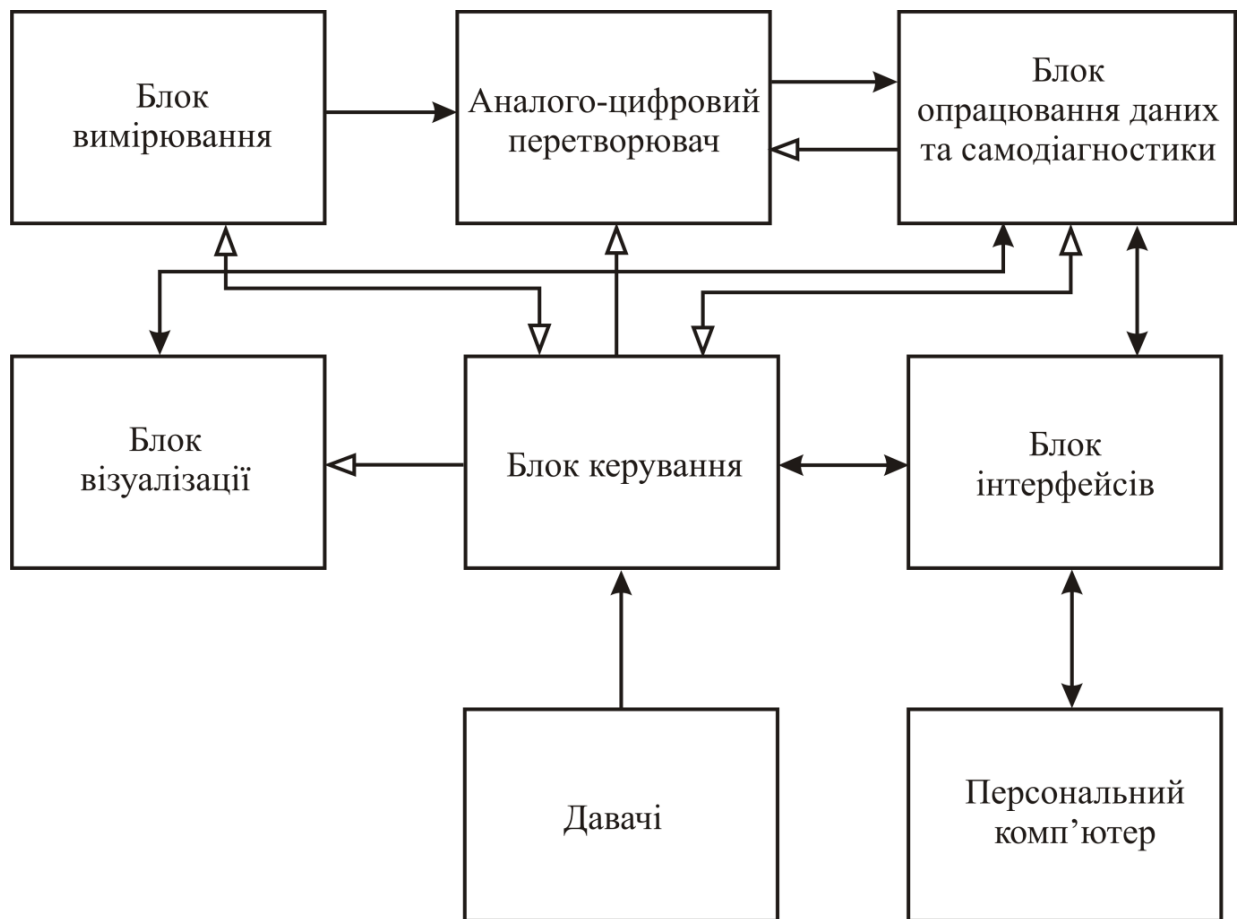 Блок
вимірювання
Аналого-цифровий
перетворювач
Блок
опрацювання даних
та самодіагностики
Блок
візуалізації
Блок керування
Блок
інтерфейсів
Давачі
Персональний
комп’ютер